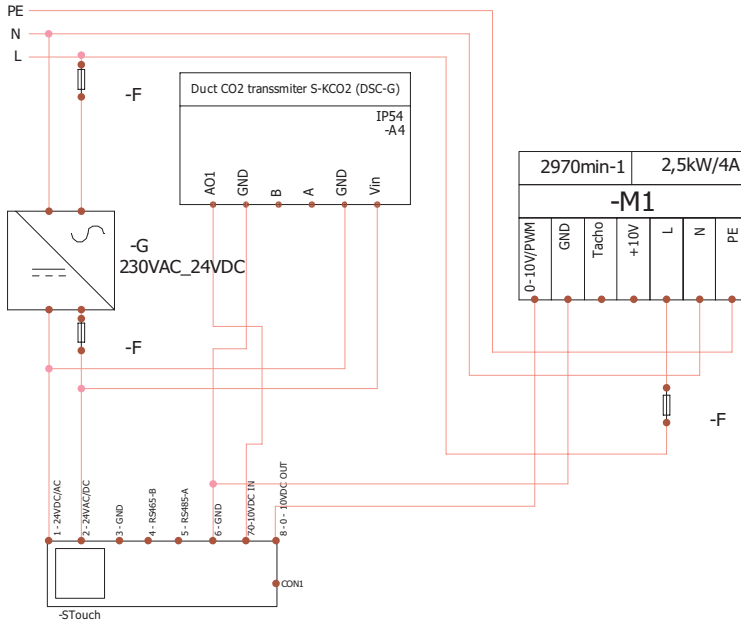 PE
N
L
-F
Duct CO2 transsmiter S-KCO2 (DSC-G)
IP54
-A4
AO1
GND
B
A
GND
Vin
2970min-1
2,5kW/4A
-M1
0-10V/PWM
GND
Tacho
+10V
L
N
PE
-G
230VAC_24VDC
-F
-F
1 - 24VDC/AC
2 - 24VAC/DC
3 - GND
4 - RS465-B
5 - RS485-A
6 - GND
7-0-10VDC IN
8 - 0 - 10VDC OUT
CON1
-STouch